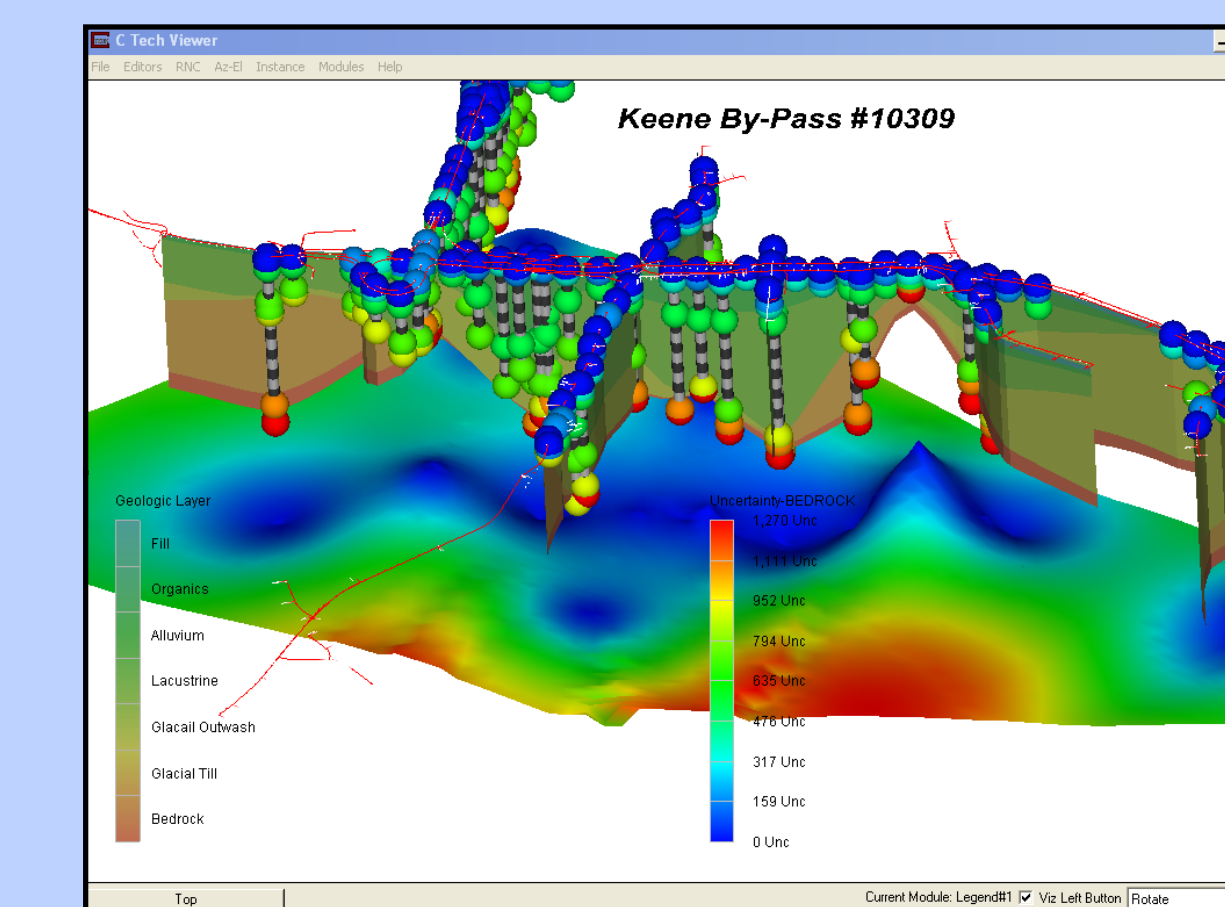 C Tech Viewer
File Editors RNC Az-El Instance Modules Help
Keene By-Pass #10309
Geologic Layer
Fill
Organics
Alluvium
Lacustrine
Glacail Outwash
Glacial Till
Bedrock
Uncertainty-BEDROCK
1,270 Unc
1,111 Unc
952 Unc
794 Unc
635 Unc
476 Unc
317 Unc
159 Unc
0 Unc
Top
Current Module: Legend#1 Viz Left Button Rotate